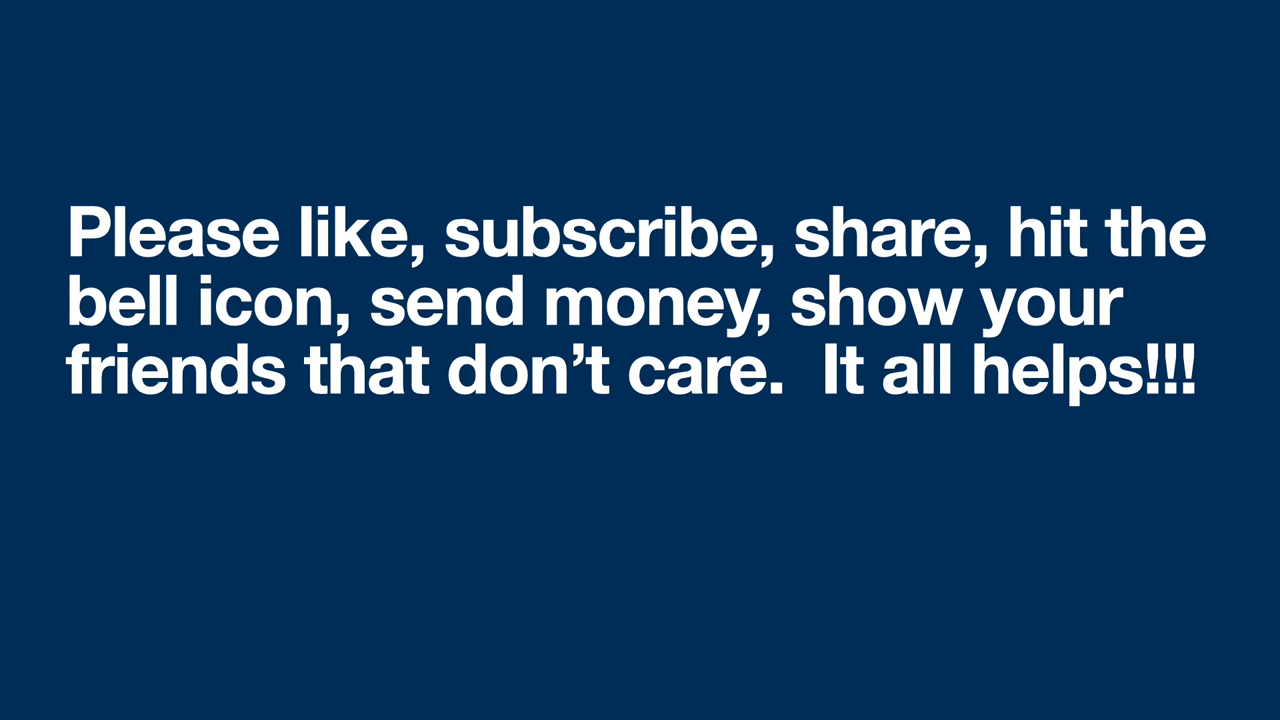 Please like, subscribe, share, hit the
bell icon, send money, show your
friends that don’t care.  It all helps!!!